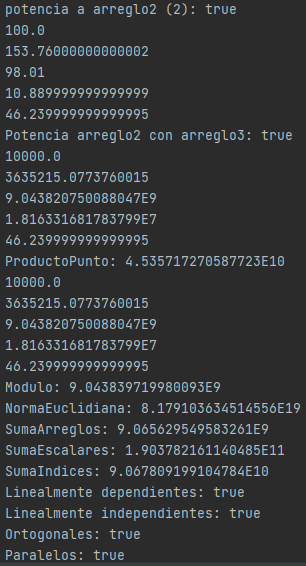 potencia a arreglo2 (2): true
100.0
153.76000000000002
98.01
10.889999999999999
46.239999999999995
Potencia arreglo2 con arreglo3: true
10000.0
3635215.0773760015
9.043820750088047E9
1.816331681783799E7
46.239999999999995
ProductoPunto: 4.535717270587723E10
10000.0
3635215.0773760015
9.043820750088047E9
1.816331681783799E7
46.239999999999995
Modulo: 9.043839719980093E9
NormaEuclidiana: 8.179103634514556E19
SumaArreglos: 9.065629549583261E9
SumaEscalares: 1.903782161140485E11
SumaIndices: 9.067809199104784E10
Linealmente dependientes: true
Linealmente independientes: true
Ortogonales: true
Paralelos: true